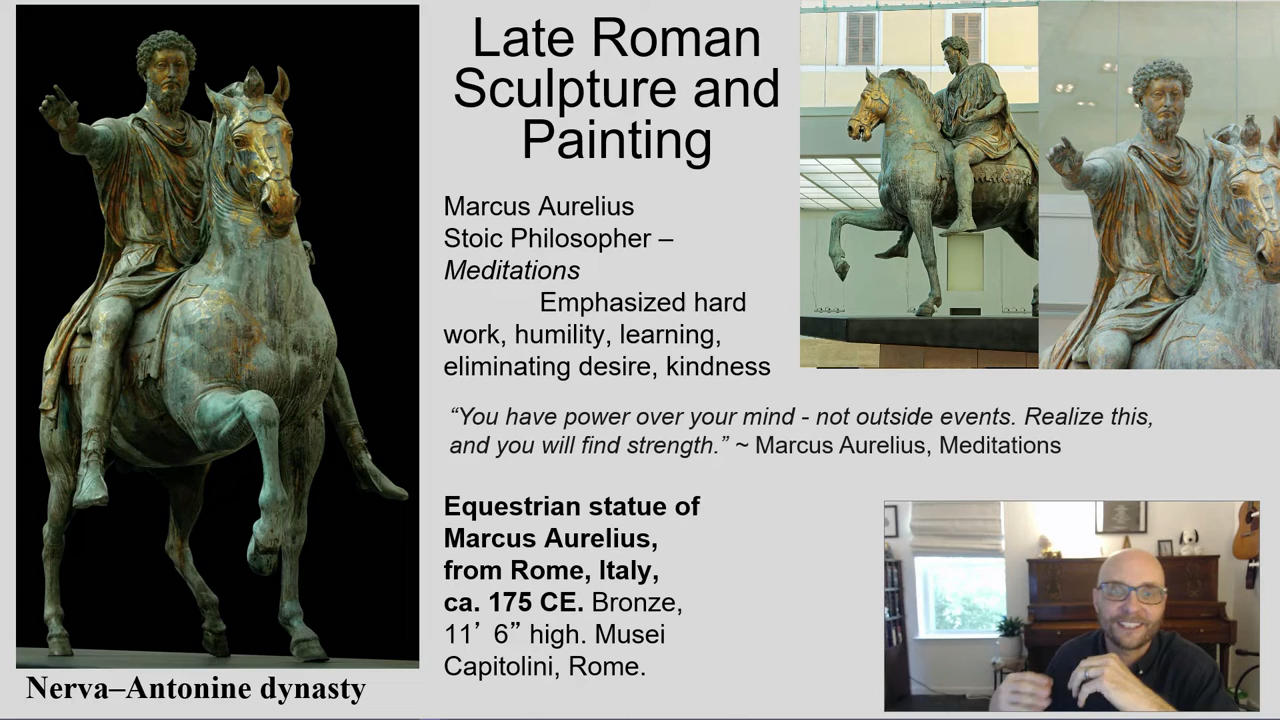 Late Roman
Sculpture and
Painting
Marcus Aurelius
Stoic Philosopher –
Meditations
Emphasized hard
work, humility, learning,
eliminating desire, kindness
“You have power over your mind - not outside events. Realize this,
and you will find strength.” ~ Marcus Aurelius, Meditations
Equestrian statue of
Marcus Aurelius,
from Rome, Italy,
ca. 175 CE. Bronze,
11’ 6” high. Musei
Capitolini, Rome.
Nerva–Antonine dynasty